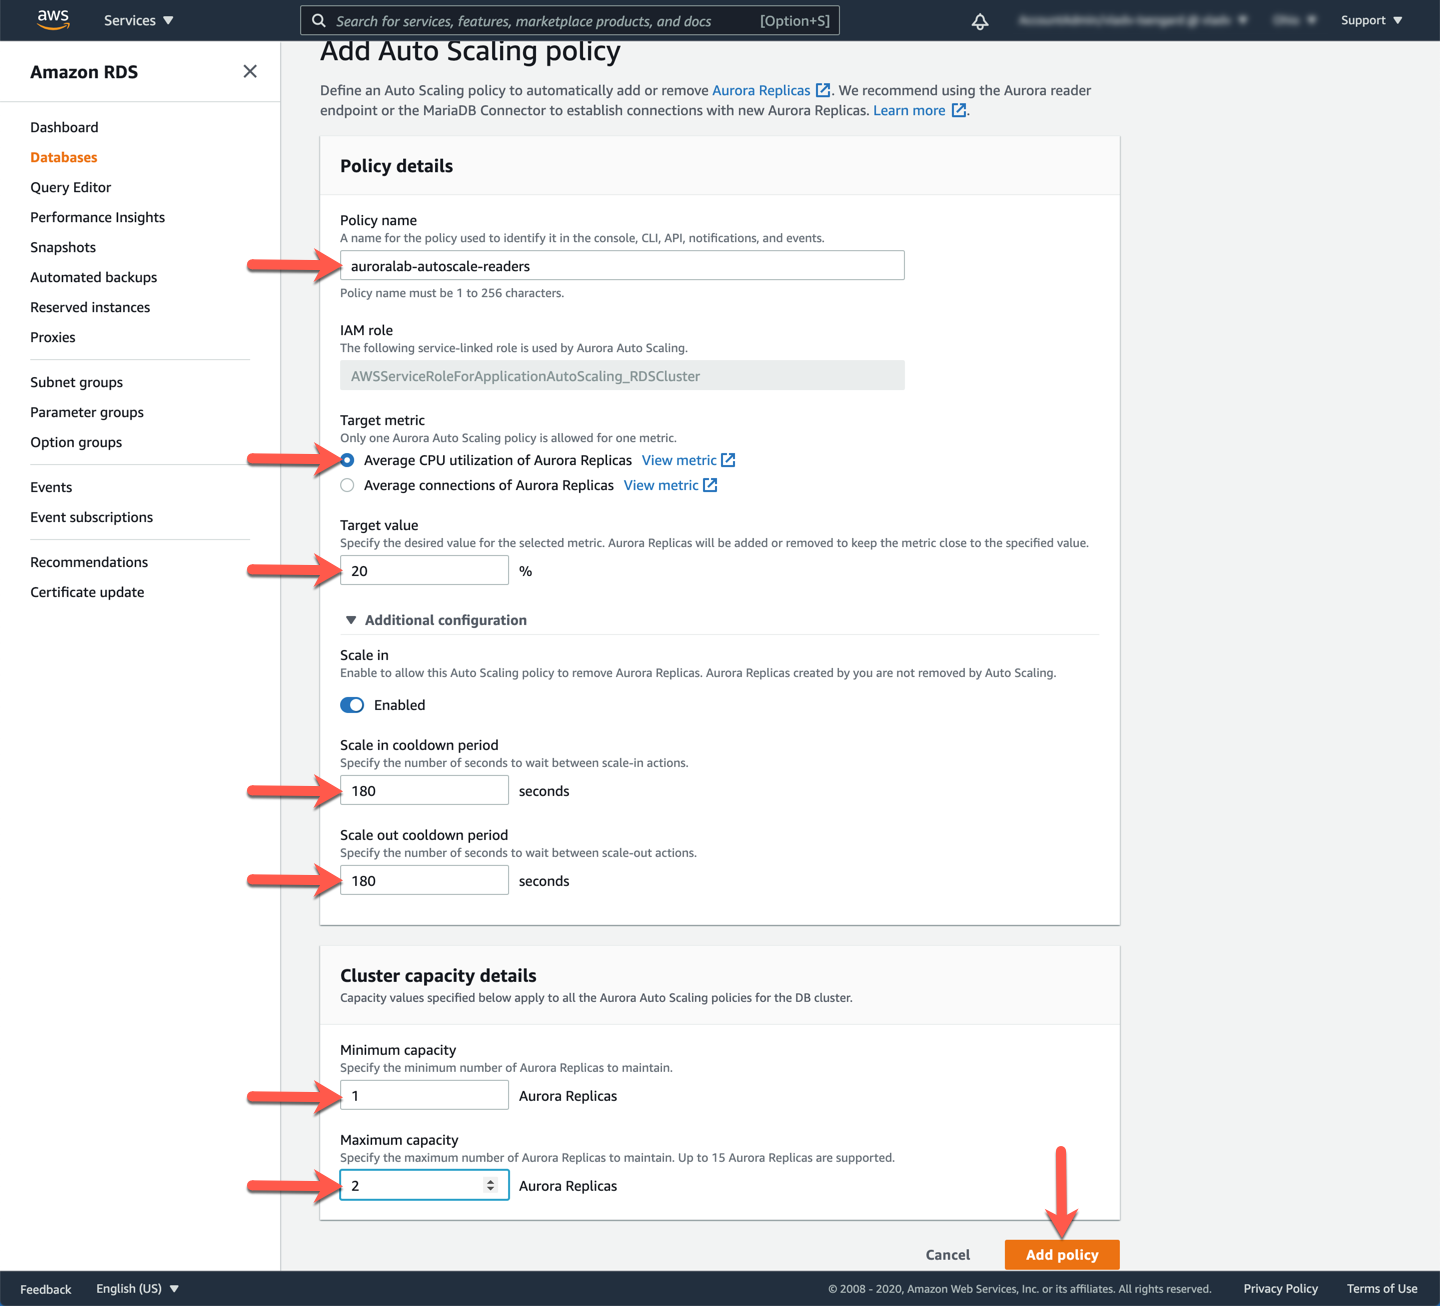 aws
Services
Search for services, features, marketplace products, and docs
[Option+S]
Support
Amazon RDS
Dashboard
Databases
Query Editor
Performance Insights
Snapshots
Automated backups
Reserved instances
Proxies
Subnet groups
Parameter groups
Option groups
Events
Event subscriptions
Recommendations
Certificate update
Add Auto Scaling policy
Define an Auto Scaling policy to automatically add or remove Aurora Replicas. We recommend using the Aurora reader
endpoint or the MariaDB Connector to establish connections with new Aurora Replicas. Learn more.
Policy details
Policy name
A name for the policy used to identify it in the console, CLI, API, notifications, and events.
auroralab-autoscale-readers
Policy name must be 1 to 256 characters.
IAM role
The following service-linked role is used by Aurora Auto Scaling.
AWSServiceRoleForApplicationAutoScaling_RDSCluster
Target metric
Only one Aurora Auto Scaling policy is allowed for one metric.
Average CPU utilization of Aurora Replicas View metric
Average connections of Aurora Replicas View metric
Target value
Specify the desired value for the selected metric. Aurora Replicas will be added or removed to keep the metric close to the specified value.
20 %
Additional configuration
Scale in
Enable to allow this Auto Scaling policy to remove Aurora Replicas. Aurora Replicas created by you are not removed by Auto Scaling.
Enabled
Scale in cooldown period
Specify the number of seconds to wait between scale-in actions.
180 seconds
Scale out cooldown period
Specify the number of seconds to wait between scale-out actions.
180 seconds
Cluster capacity details
Capacity values specified below apply to all the Aurora Auto Scaling policies for the DB cluster.
Minimum capacity
Specify the minimum number of Aurora Replicas to maintain.
1 Aurora Replicas
Maximum capacity
Specify the maximum number of Aurora Replicas to maintain. Up to 15 Aurora Replicas are supported.
2 Aurora Replicas
Cancel
Add policy
Feedback
English (US)
© 2008 - 2020, Amazon Web Services, Inc. or its affiliates. All rights reserved.
Privacy Policy
Terms of Use